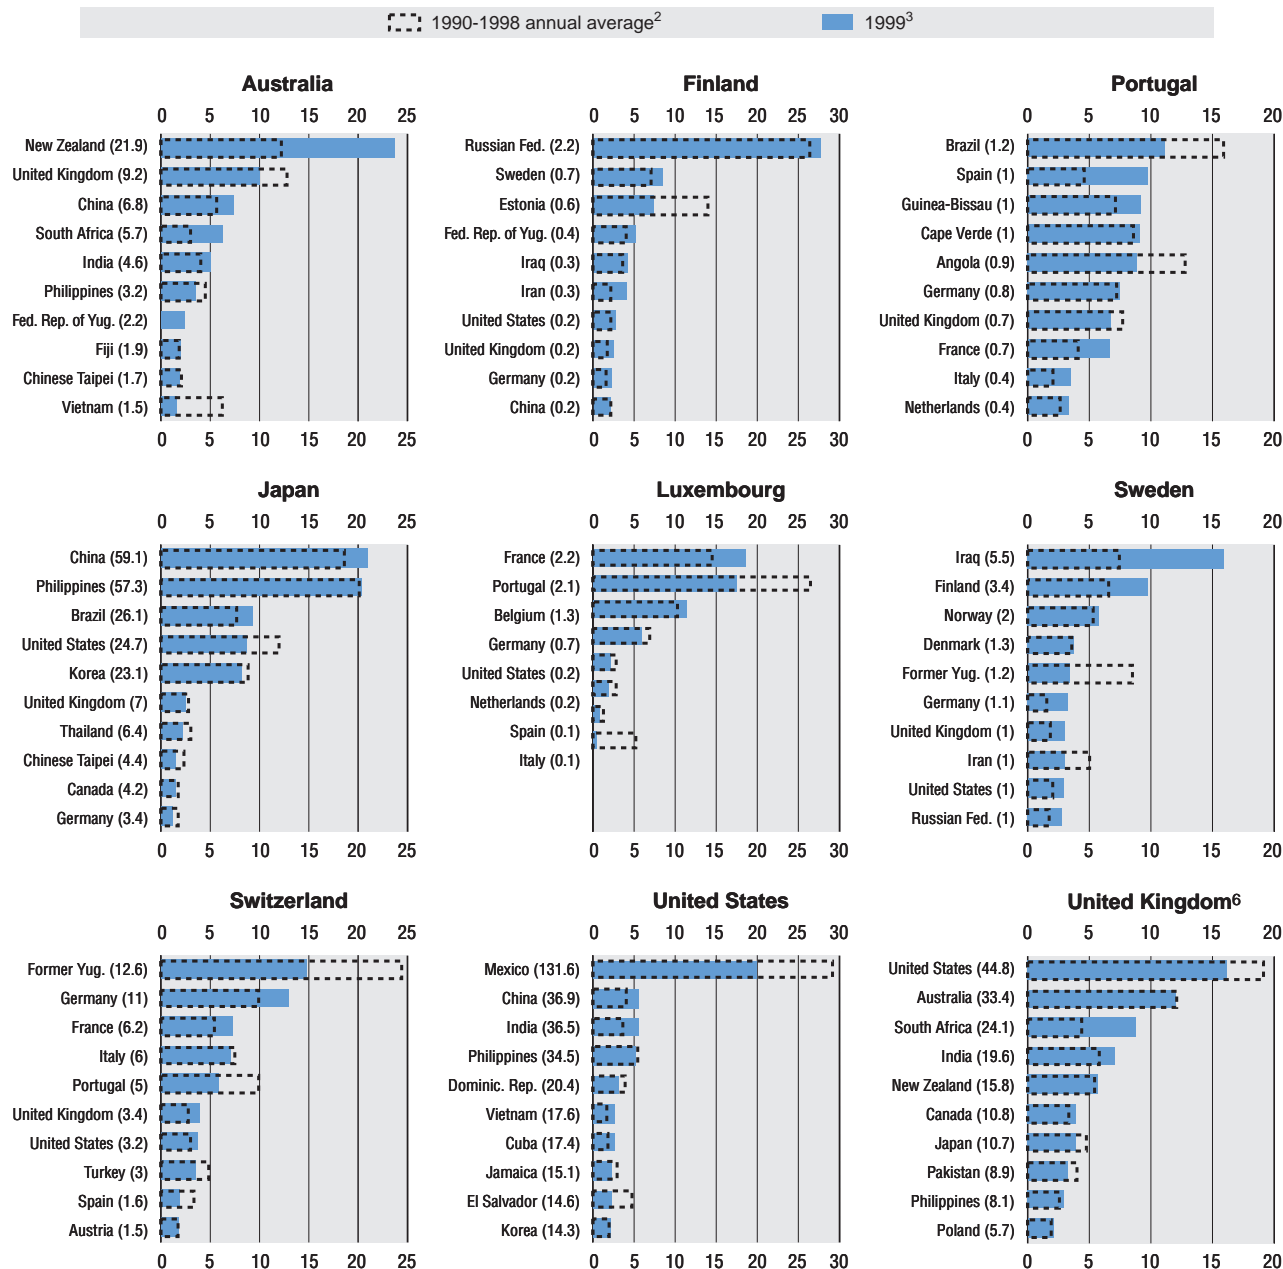 1990-1998 annual average2 19993
Australia
0 5 10 15 20 25
New Zealand (21.9)
United Kingdom (9.2)
China (6.8)
South Africa (5.7)
India (4.6)
Philippines (3.2)
Fed. Rep. of Yug. (2.2)
Fiji (1.9)
Chinese Taipei (1.7)
Vietnam (1.5)
0 5 10 15 20 25
Finland
0 5 10 15 20 25 30
Russian Fed. (2.2)
Sweden (0.7)
Estonia (0.6)
Fed. Rep. of Yug. (0.4)
Iraq (0.3)
Iran (0.3)
United States (0.2)
United Kingdom (0.2)
Germany (0.2)
China (0.2)
0 5 10 15 20 25 30
Portugal
0 5 10 15 20
Brazil (1.2)
Spain (1)
Guinea-Bissau (1)
Cape Verde (1)
Angola (0.9)
Germany (0.8)
United Kingdom (0.7)
France (0.7)
Italy (0.4)
Netherlands (0.4)
0 5 10 15 20
Japan
0 5 10 15 20 25
China (59.1)
Philippines (57.3)
Brazil (26.1)
United States (24.7)
Korea (23.1)
United Kingdom (7)
Thailand (6.4)
Chinese Taipei (4.4)
Canada (4.2)
Germany (3.4)
0 5 10 15 20 25
Luxembourg
0 5 10 15 20 25 30
France (2.2)
Portugal (2.1)
Belgium (1.3)
Germany (0.7)
United States (0.2)
Netherlands (0.2)
Spain (0.1)
Italy (0.1)
0 5 10 15 20 25 30
Sweden
0 5 10 15 20
Iraq (5.5)
Finland (3.4)
Norway (2)
Denmark (1.3)
Former Yug. (1.2)
Germany (1.1)
United Kingdom (1)
Iran (1)
United States (1)
Russian Fed. (1)
0 5 10 15 20
Switzerland
0 5 10 15 20 25
Former Yug. (12.6)
Germany (11)
France (6.2)
Italy (6)
Portugal (5)
United Kingdom (3.4)
United States (3.2)
Turkey (3)
Spain (1.6)
Austria (1.5)
0 5 10 15 20 25
United States
0 5 10 15 20 25 30
Mexico (131.6)
China (36.9)
India (36.5)
Philippines (34.5)
Dominic. Rep. (20.4)
Vietnam (17.6)
Cuba (17.4)
Jamaica (15.1)
El Salvador (14.6)
Korea (14.3)
0 5 10 15 20 25 30
United Kingdom6
0 5 10 15 20
United States (44.8)
Australia (33.4)
South Africa (24.1)
India (19.6)
New Zealand (15.8)
Canada (10.8)
Japan (10.7)
Pakistan (8.9)
Philippines (8.1)
Poland (5.7)
0 5 10 15 20